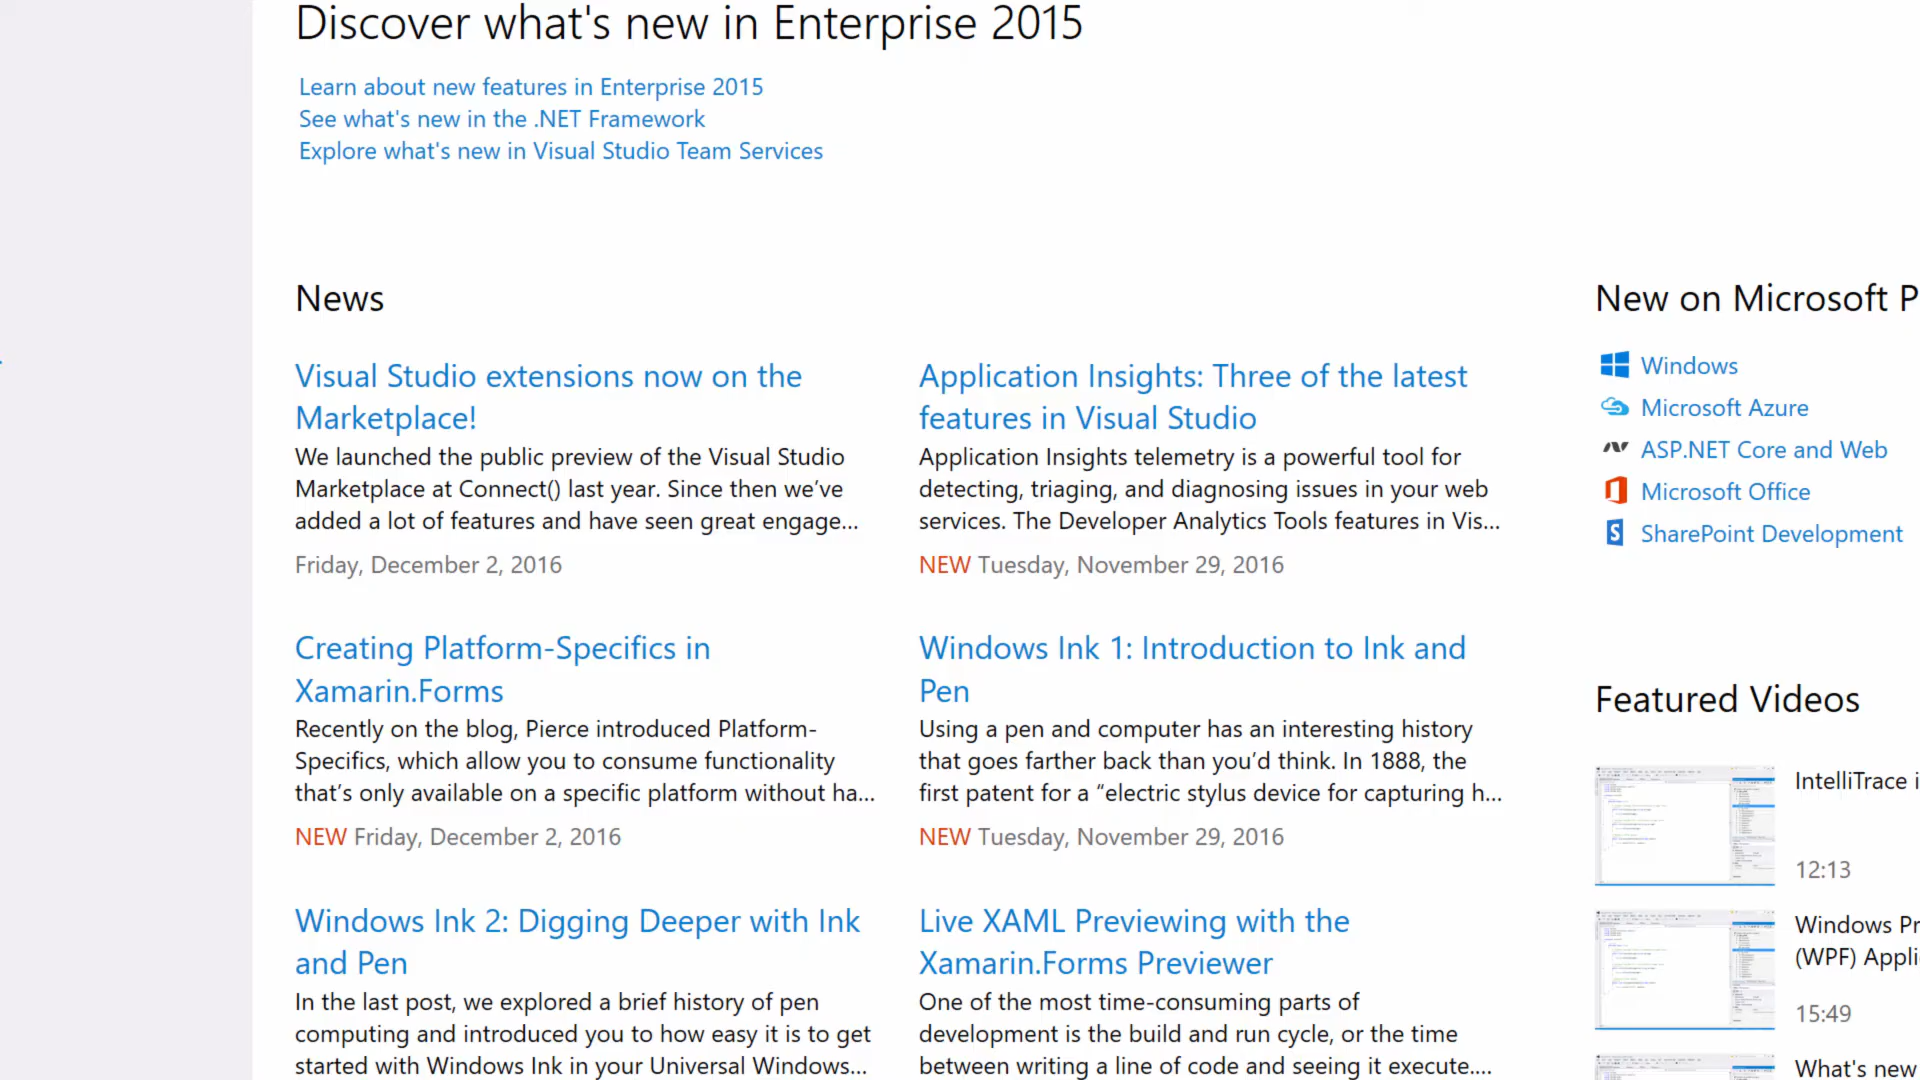 Discover what's new in Enterprise 2015
Learn about new features in Enterprise 2015
See what's new in the .NET Framework
Explore what's new in Visual Studio Team Services
News
Visual Studio extensions now on the
Marketplace!
We launched the public preview of the Visual Studio
Marketplace at Connect() last year. Since then we’ve
added a lot of features and have seen great engage...
Friday, December 2, 2016
Application Insights: Three of the latest
features in Visual Studio
Application Insights telemetry is a powerful tool for
detecting, triaging, and diagnosing issues in your web
services. The Developer Analytics Tools features in Vis...
NEW Tuesday, November 29, 2016
Creating Platform-Specifics in
Xamarin.Forms
Recently on the blog, Pierce introduced Platform-
Specifics, which allow you to consume functionality
that’s only available on a specific platform without ha...
NEW Friday, December 2, 2016
Windows Ink 1: Introduction to Ink and
Pen
Using a pen and computer has an interesting history
that goes farther back than you’d think. In 1888, the
first patent for a “electric stylus device for capturing h...
NEW Tuesday, November 29, 2016
Windows Ink 2: Digging Deeper with Ink
and Pen
In the last post, we explored a brief history of pen
computing and introduced you to how easy it is to get
started with Windows Ink in your Universal Windows...
Live XAML Previewing with the
Xamarin.Forms Previewer
One of the most time-consuming parts of
development is the build and run cycle, or the time
between writing a line of code and seeing it execute....
New on Microsoft P
Windows
Microsoft Azure
ASP.NET Core and Web
Microsoft Office
SharePoint Development
Featured Videos
IntelliTrace i
12:13
Windows Pr
(WPF) Appli
15:49
What's new